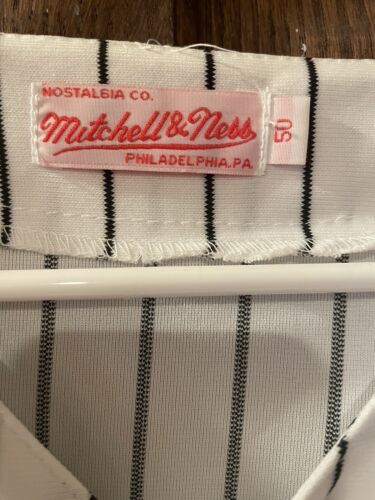 NOSTALGIA CO.
Mitchell & Ness
PHILADELPHIA, PA.
50